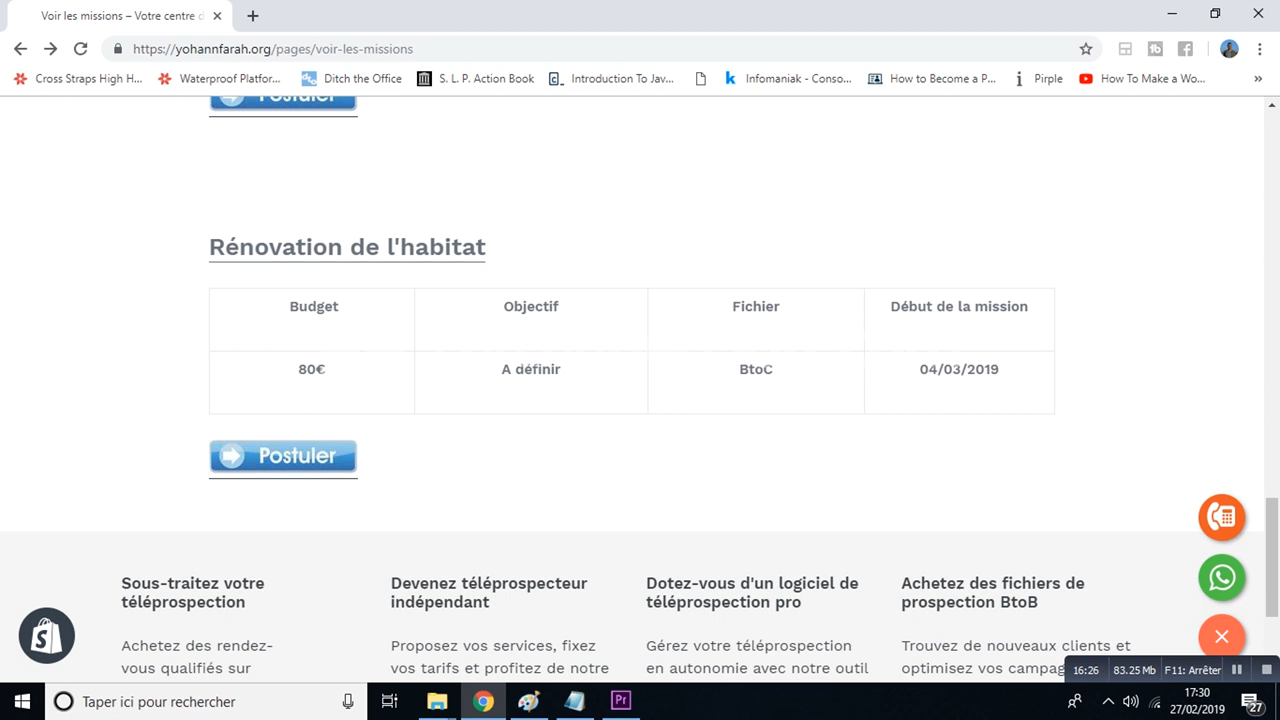 Voir les missions – Votre centre d
https://yohannfarah.org/pages/voir-les-missions
Cross Straps High H... Waterproof Platfor... Ditch the Office S. L. P. Action Book Introduction To Jav... Infomaniak - Conso... How to Become a P... Pirple How To Make a Wo... »
Postuler
Rénovation de l'habitat
Budget Objectif Fichier Début de la mission
80€ A définir BtoC 04/03/2019
Postuler
Sous-traitez votre
téléprospection
Achetez des rendez-
vous qualifiés sur
Devenez téléprospecteur
indépendant
Proposez vos services, fixez
vos tarifs et profitez de notre
Dotez-vous d'un logiciel de
téléprospection pro
Gérez votre téléprospection
en autonomie avec notre outil
Achetez des fichiers de
prospection BtoB
Trouvez de nouveaux clients et
optimisez vos campag
16:26 83.25 Mb F11: Arrêter
Taper ici pour rechercher
Pr
17:30
27/02/2019
27